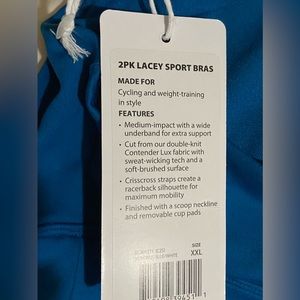 2PK LACEY SPORT BRAS
MADE FOR
Cycling and weight-training
in style
FEATURES
• Medium-impact with a wide
underband for extra support
• Cut from our double-knit
Contender Lux fabric with
sweat-wicking tech and a
soft-brushed surface
• Crisscross straps create a
racerback silhouette for
maximum mobility
• Finished with a scoop neckline
and removable cup pads
SIZE
XXL